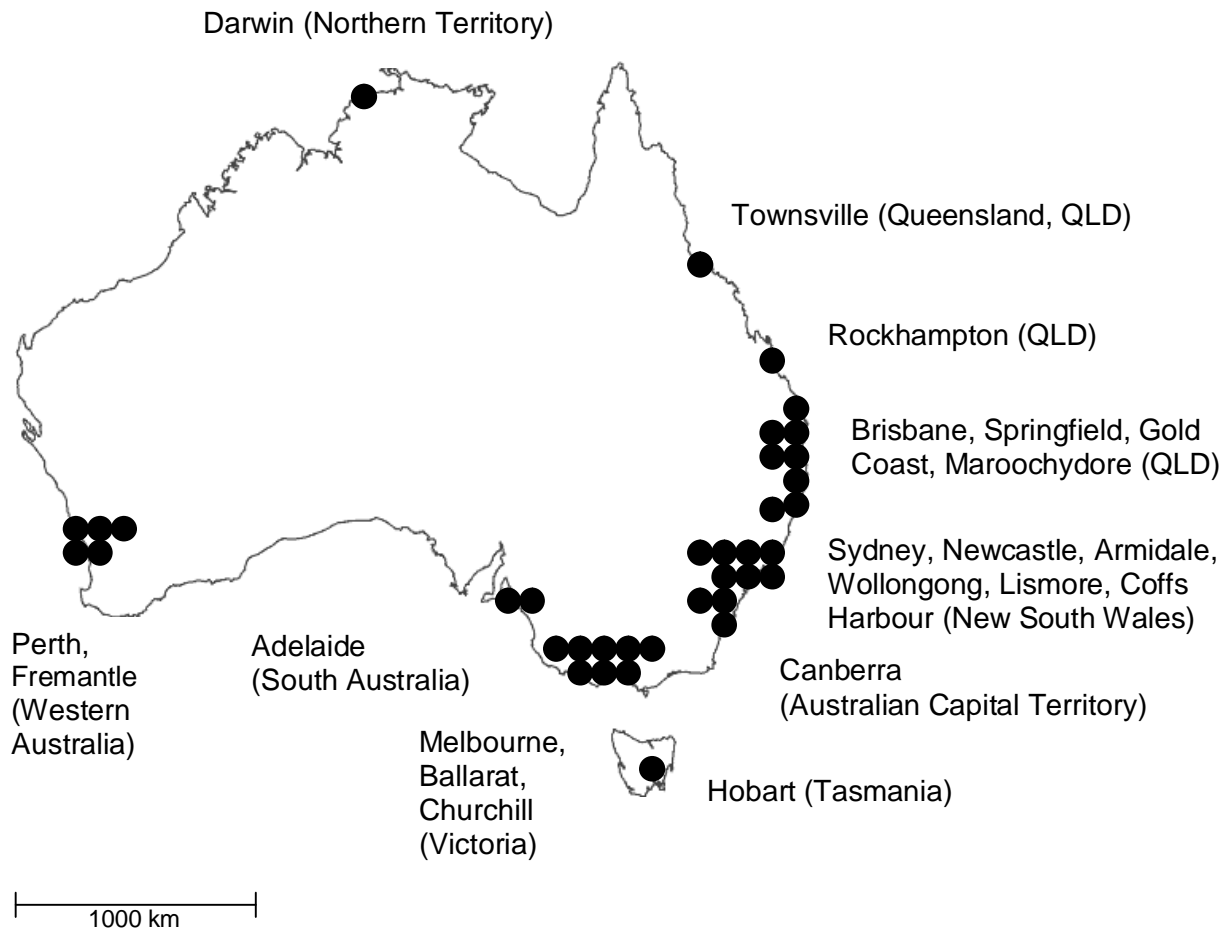 Darwin (Northern Territory)
Townsville (Queensland, QLD)
Rockhampton (QLD)
Brisbane, Springfield, Gold
Coast, Maroochydore (QLD)
Sydney, Newcastle, Armidale,
Wollongong, Lismore, Coffs
Harbour (New South Wales)
Perth,
Fremantle
(Western
Australia)
Adelaide
(South Australia)
Canberra
(Australian Capital Territory)
Melbourne,
Ballarat,
Churchill
(Victoria)
Hobart (Tasmania)
1000 km